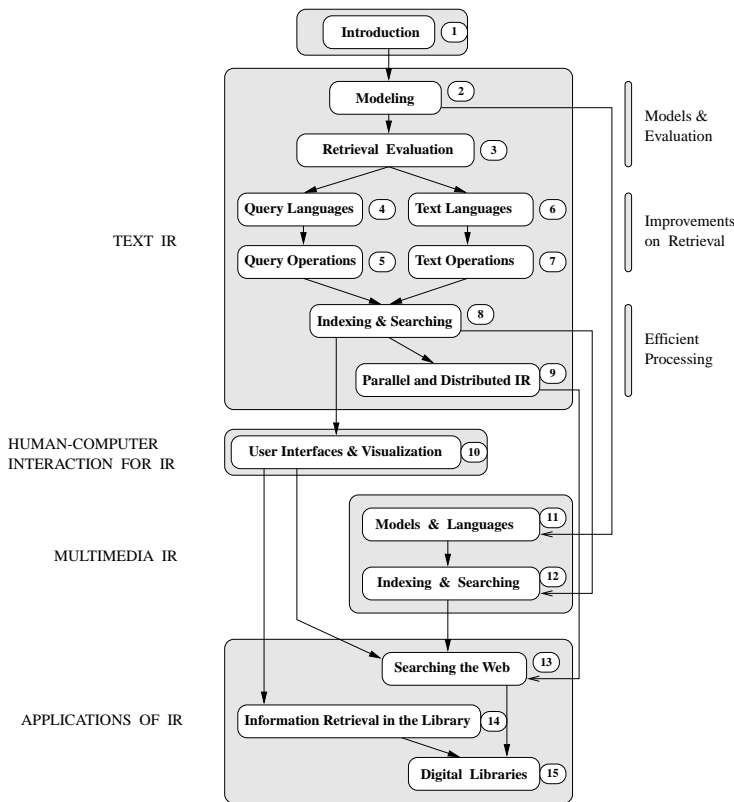 Introduction 1
Modeling 2
Models &
Evaluation
Retrieval Evaluation 3
Query Languages 4
Text Languages 6
Improvements
on Retrieval
TEXT IR
Query Operations 5
Text Operations 7
Indexing & Searching 8
Efficient
Processing
Parallel and Distributed IR 9
HUMAN-COMPUTER
INTERACTION FOR IR
User Interfaces & Visualization 10
Models & Languages 11
MULTIMEDIA IR
Indexing & Searching 12
Searching the Web 13
APPLICATIONS OF IR
Information Retrieval in the Library 14
Digital Libraries 15